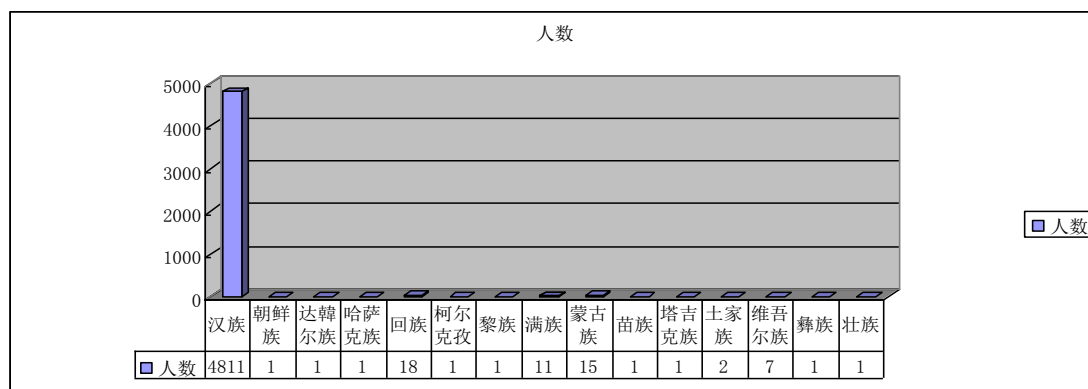 人数
5000
4000
3000
2000
1000
0
人数
汉族 朝鲜族 达韓尔族 哈萨克族 回族 柯尔克孜 黎族 满族 蒙古族 苗族 塔吉克族 土家族 维吾尔族 彝族 壮族
人数 4811 1 1 1 18 1 1 11 15 1 1 2 7 1 1